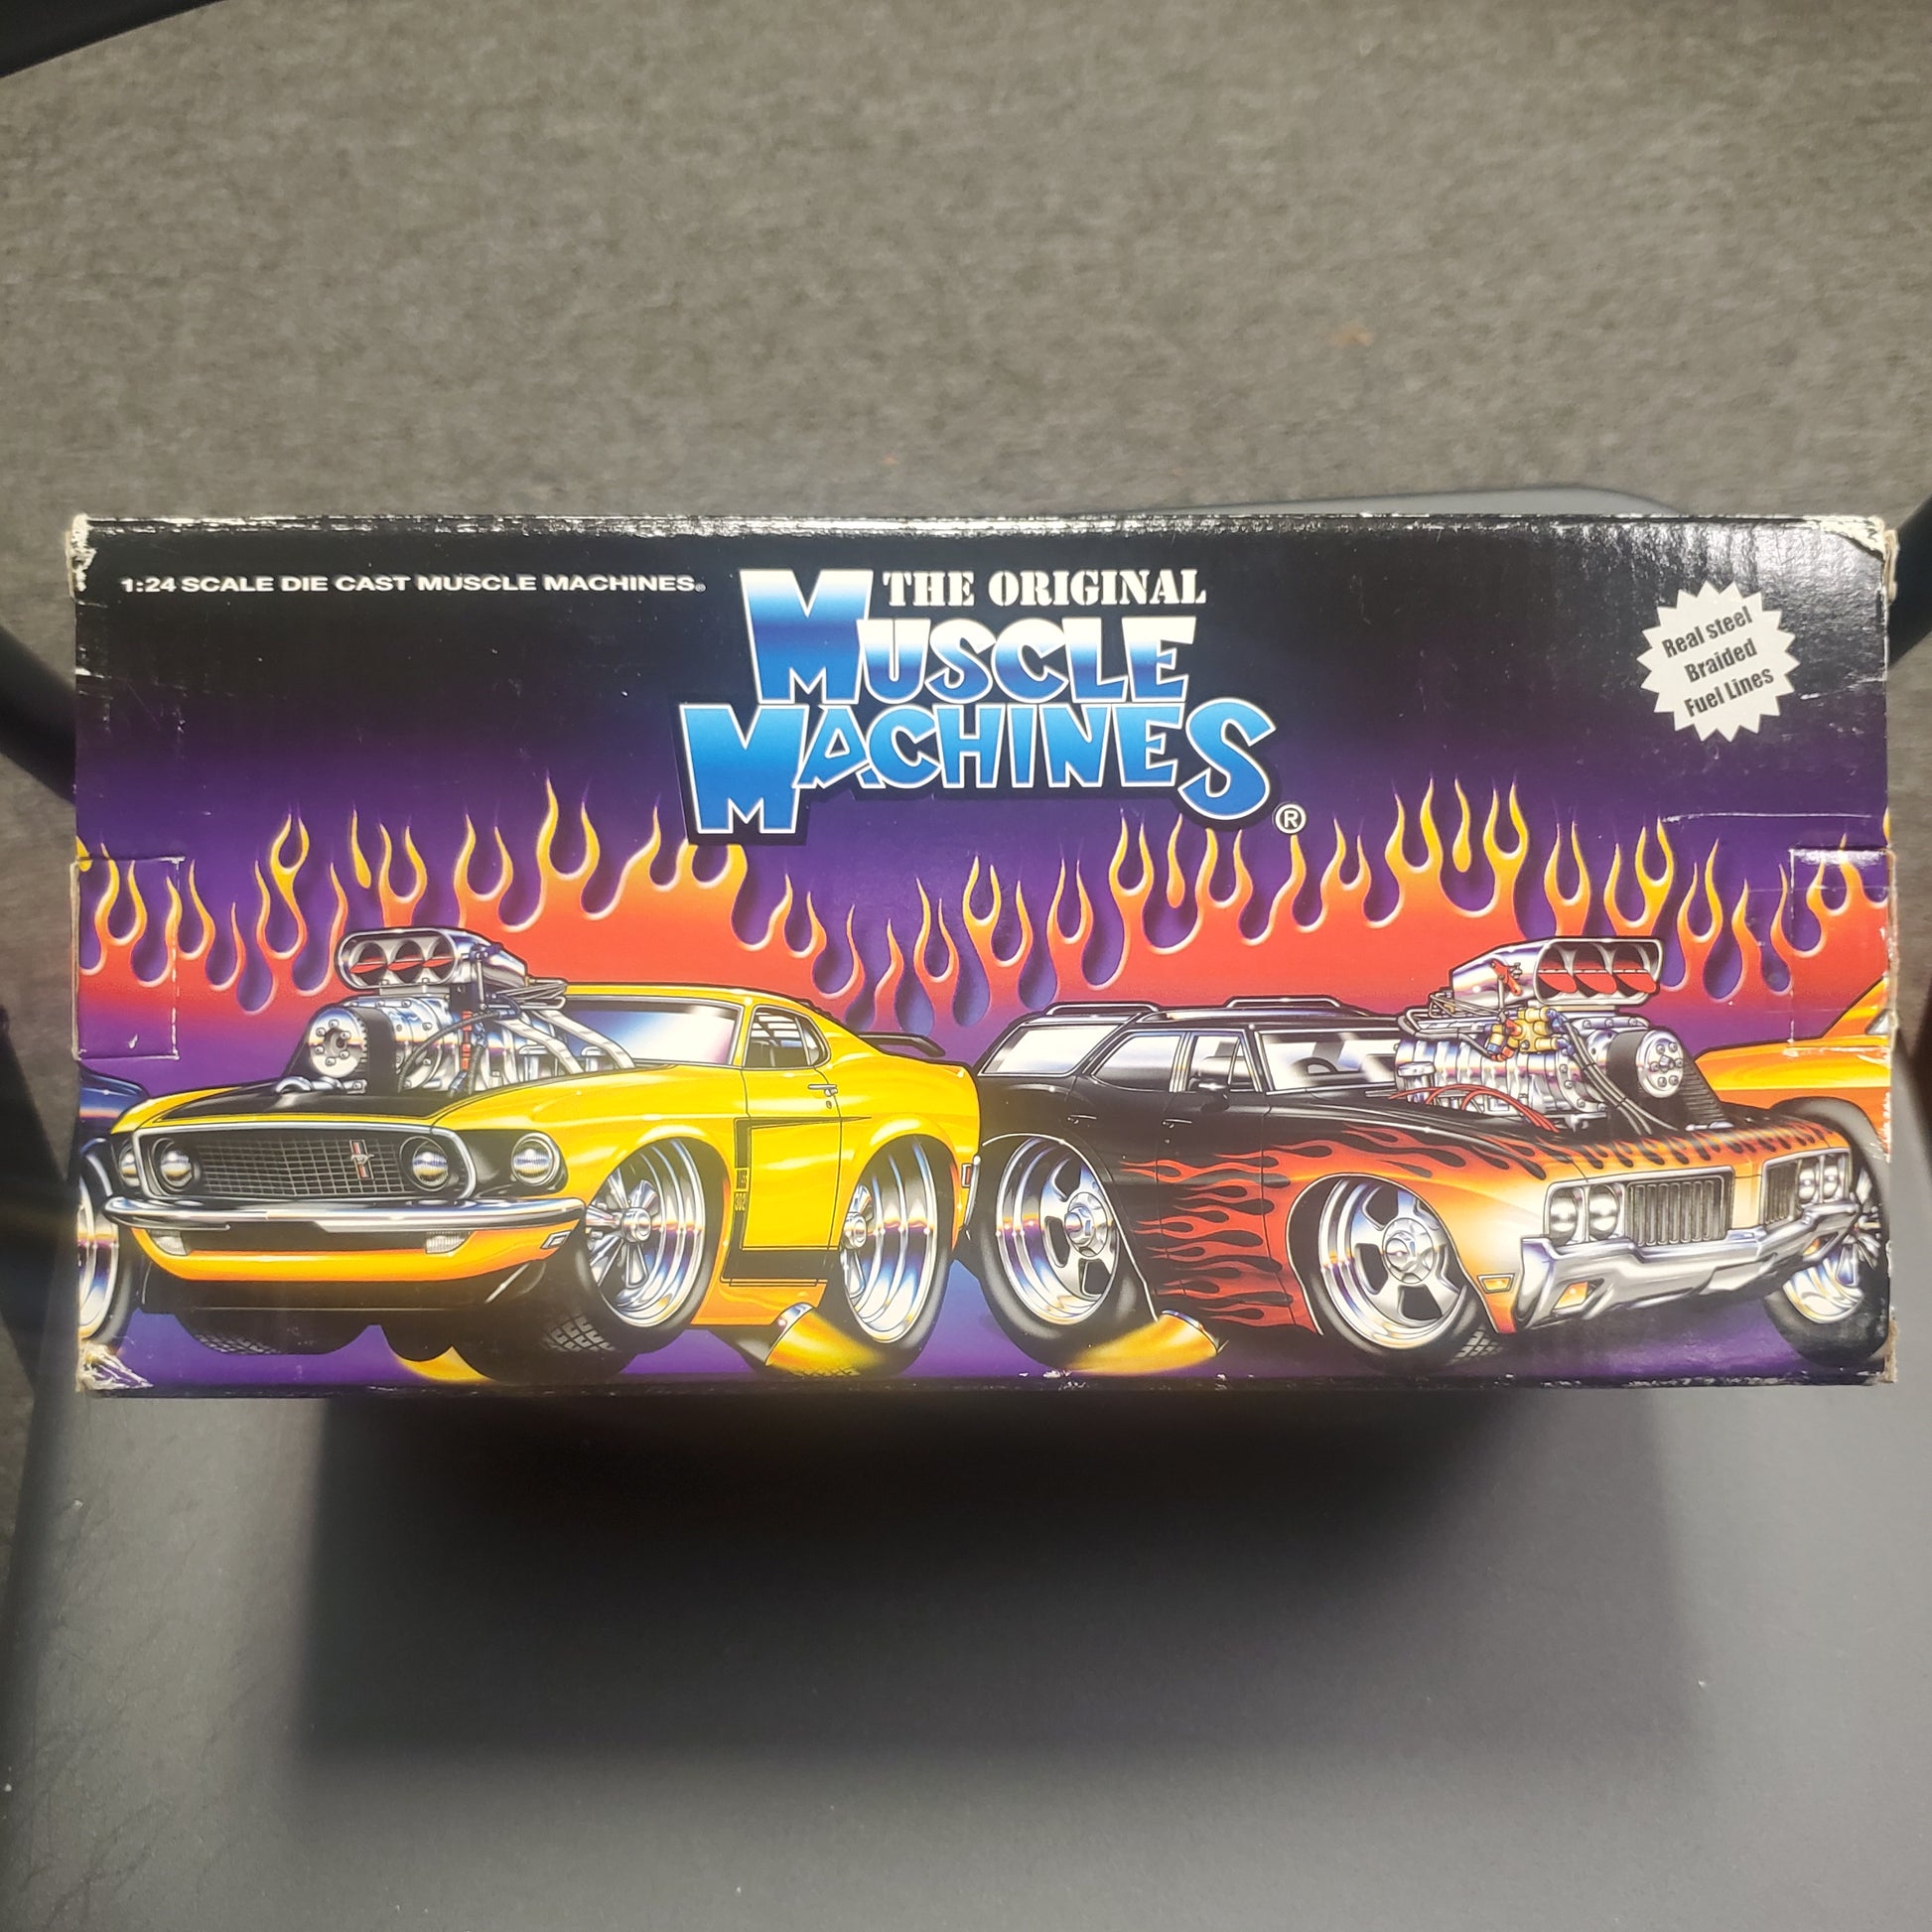 1:24 SCALE DIE CAST MUSCLE MACHINES®
THE ORIGINAL
MUSCLE
MACHINES®
Real steel
Braided
Fuel Lines